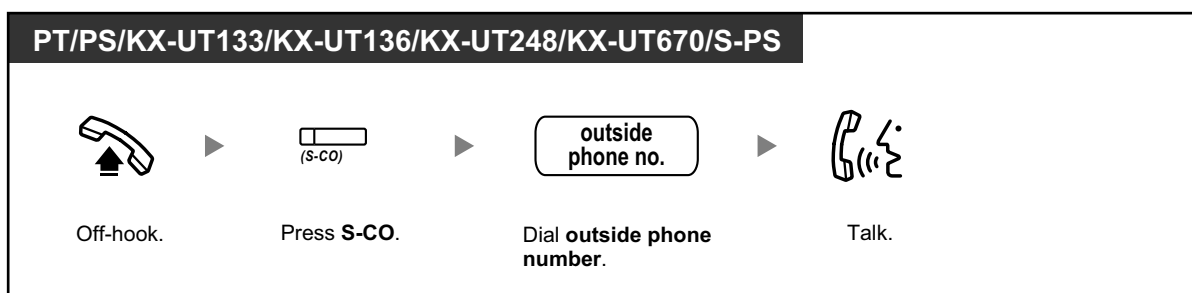 PT/PS/KX-UT133/KX-UT136/KX-UT248/KX-UT670/S-PS
(S-CO)
outside
phone no.
Off-hook.
Press S-CO.
Dial outside phone
number.
Talk.